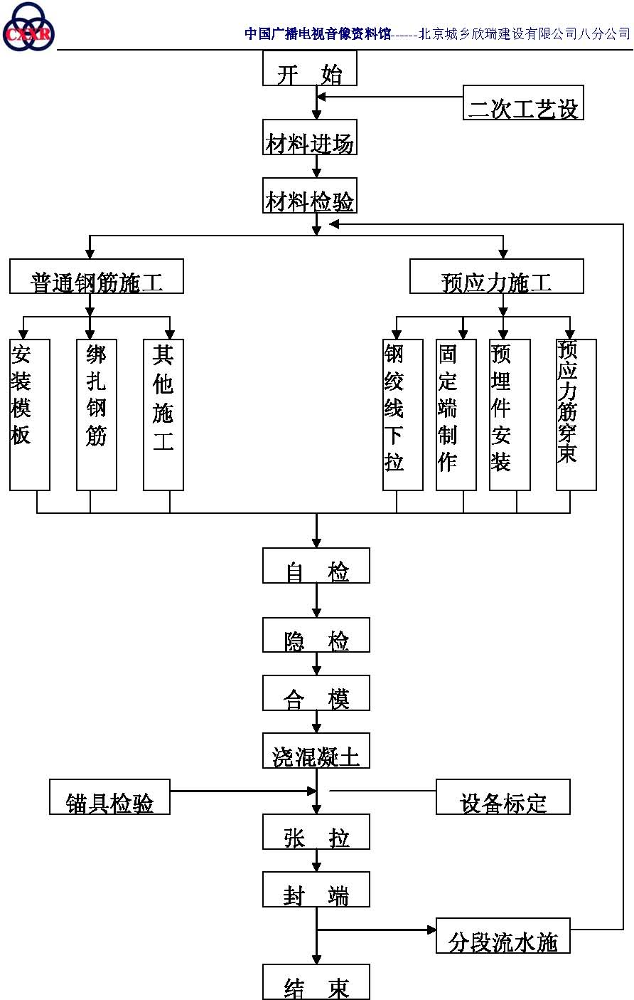 CXXR
中国广播电视音像资料馆------北京城乡欣瑞建设有限公司八分公司
开 始
二次工艺设
材料进场
材料检验
普通钢筋施工
预应力施工
安装模板
绑扎钢筋
其他施工
钢绞线下拉
固定端制作
预埋件安装
预应力筋穿束
自 检
隐 检
合 模
浇混凝土
锚具检验
设备标定
张 拉
封 端
分段流水施
结 束